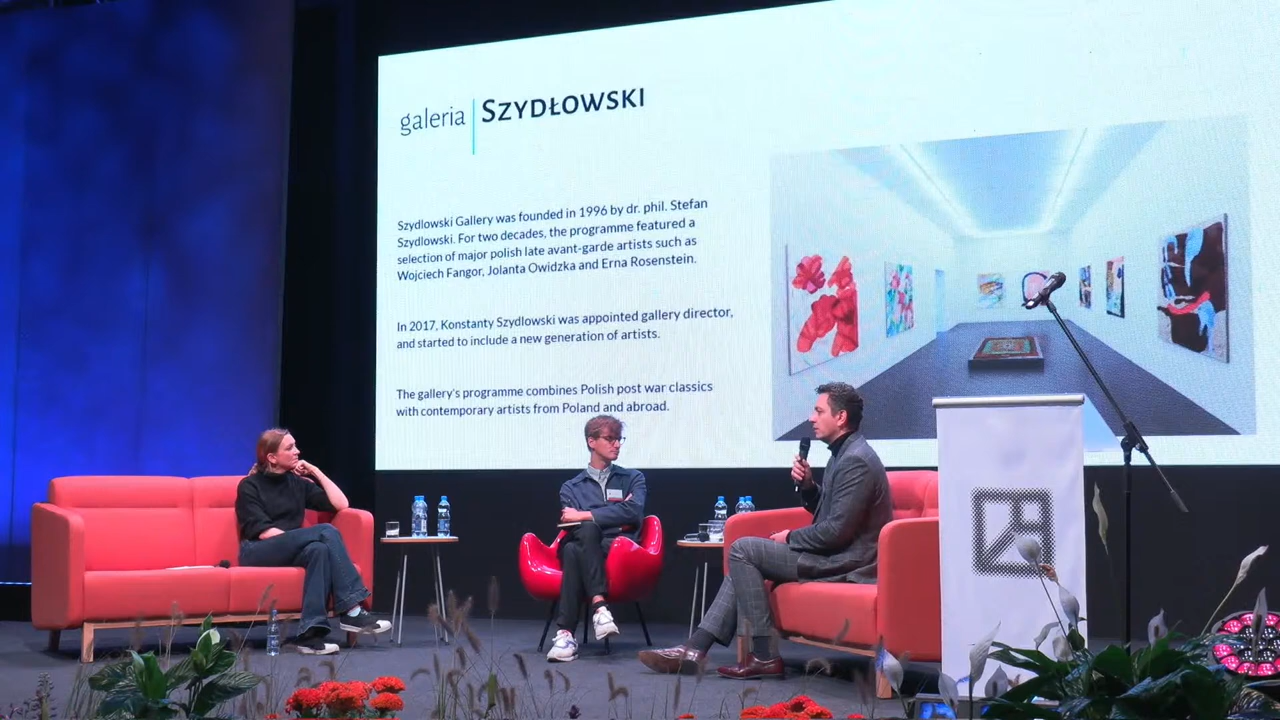 galeria SZYDŁOWSKI
Szydlowski Gallery was founded in 1996 by dr. phil. Stefan
Szydlowski. For two decades, the programme featured a
selection of major polish late avant-garde artists such as
Wojciech Fangor, Jolanta Owidzka and Erna Rosenstein.
In 2017, Konstanty Szydlowski was appointed gallery director,
and started to include a new generation of artists.
The gallery's programme combines Polish post war classics
with contemporary artists from Poland and abroad.